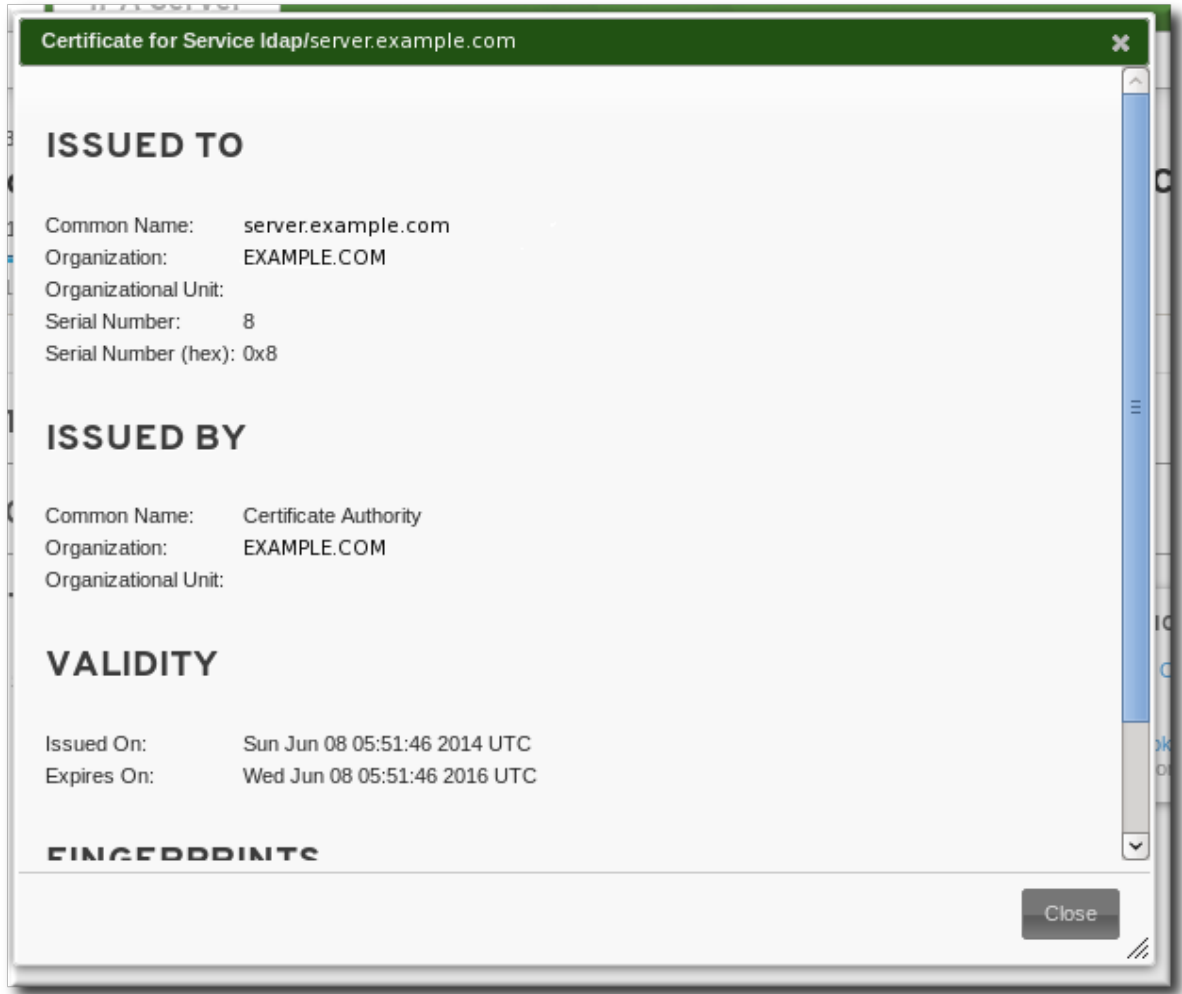 Certificate for Service ldap/server.example.com
ISSUED TO
Common Name: server.example.com
Organization: EXAMPLE.COM
Organizational Unit:
Serial Number: 8
Serial Number (hex): 0x8
ISSUED BY
Common Name: Certificate Authority
Organization: EXAMPLE.COM
Organizational Unit:
VALIDITY
Issued On: Sun Jun 08 05:51:46 2014 UTC
Expires On: Wed Jun 08 05:51:46 2016 UTC
FINGERPRINTS
Close